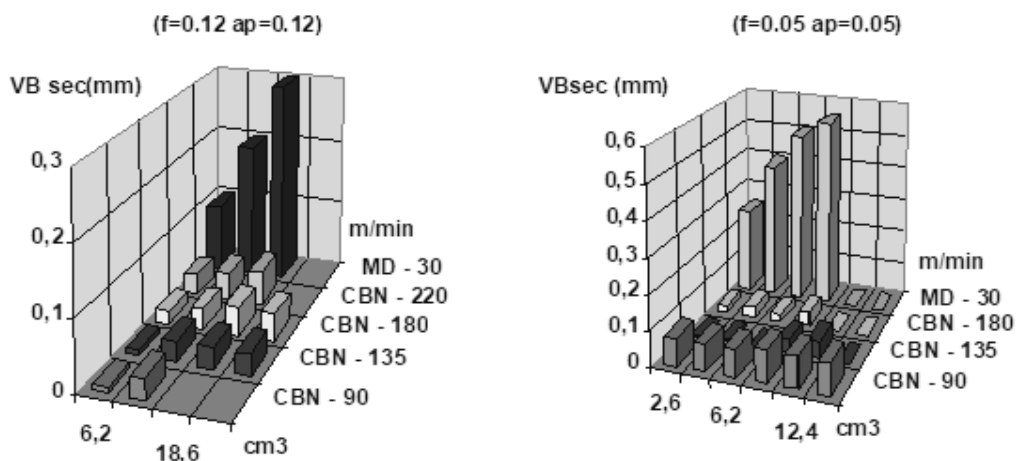 (f=0.12 ap=0.12)
VB sec(mm)
0,3
0,2
0,1
0
6,2
18,6
cm3
m/min
MD - 30
CBN - 220
CBN - 180
CBN - 135
CBN - 90
(f=0.05 ap=0.05)
VBsec (mm)
0,6
0,5
0,4
0,3
0,2
0,1
0
2,6
6,2
12,4
cm3
m/min
MD - 30
CBN - 180
CBN - 135
CBN - 90